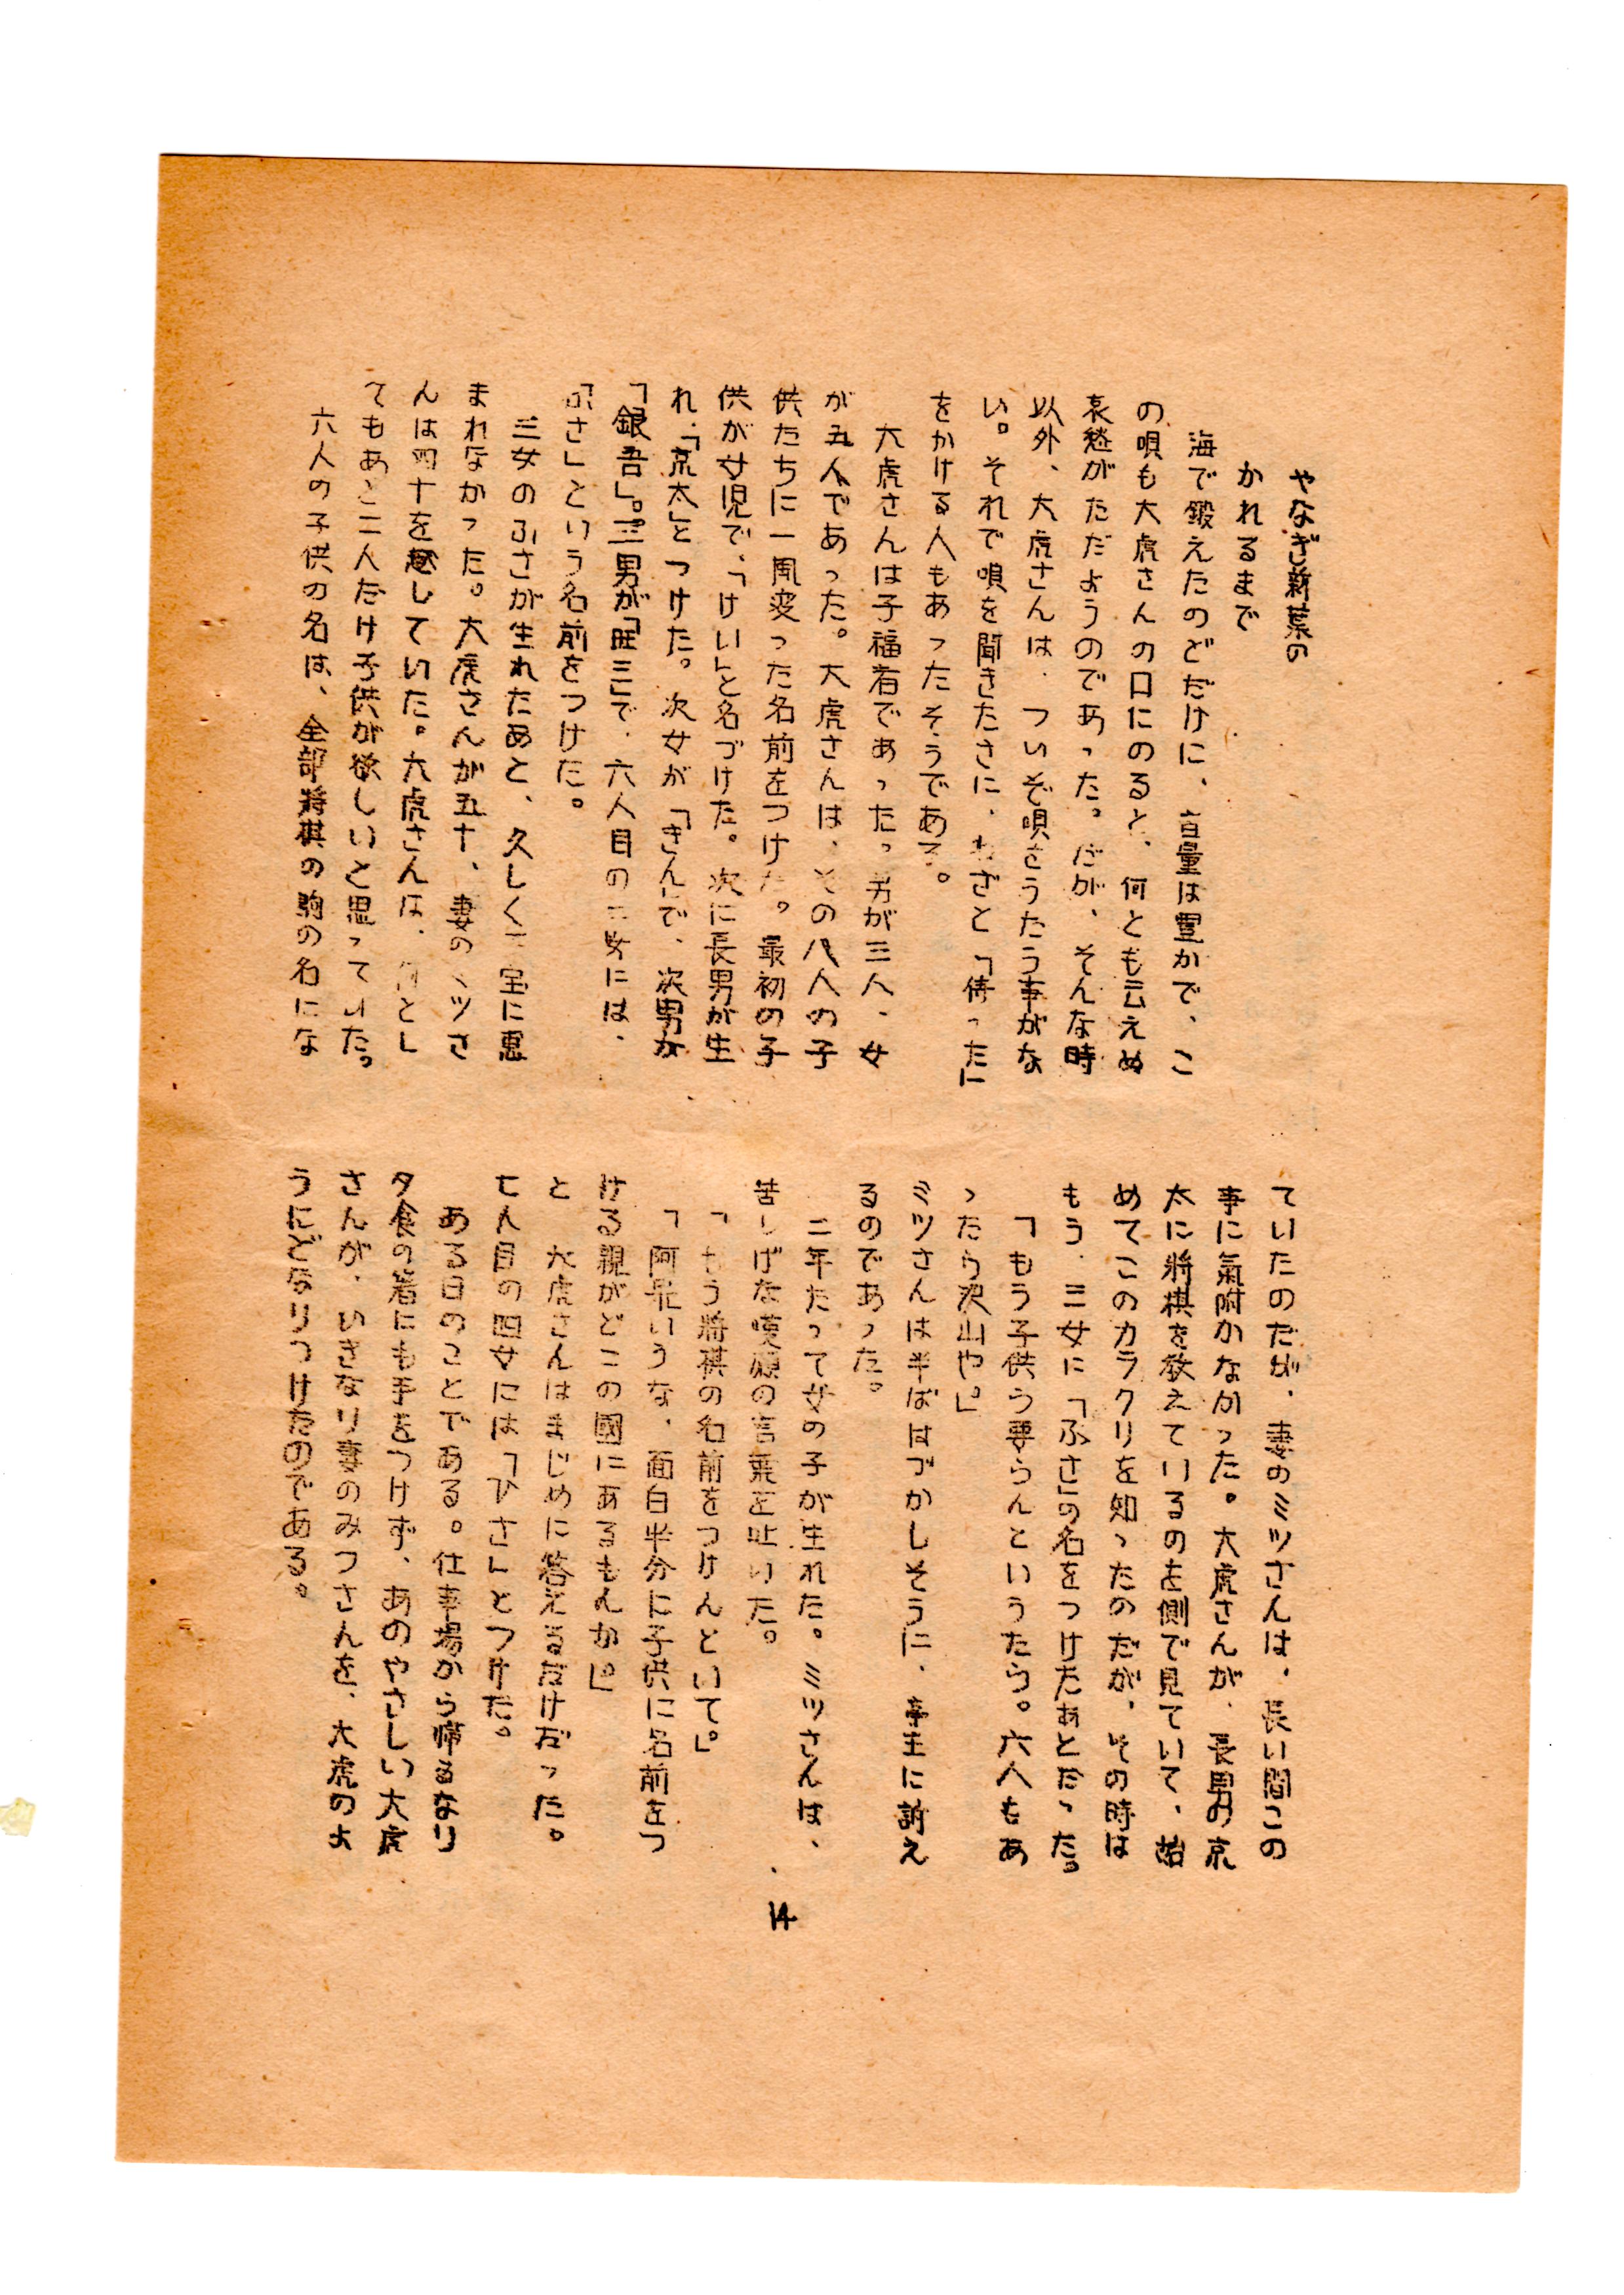 やなぎ新葉の
かれるまで
海で鍛えたのどだけに、音量は豊かで、こ
の唄も大虎さんの口にのると、何とも云えぬ
哀愁がただようのであった。だが、そんな時
以外、大虎さんは、ついぞ唄をうたう事がな
い。それで唄を聞きたさに、わざと「待った」
をかける人もあったそうである。
大虎さんは子福者であった。男が三人、女
が五人であった。大虎さんは、その八人の子
供たちに一風変った名前をつけた。最初の子
供が女児で、「けい」と名づけた。次に長男が生
れ、「京太」とつけた。次女が「きん」で、次男が
「銀吾」。三男が「旺三」で、六人目の三女には、
「ふさ」という名前をつけた。
三女のふさが生れたあと、久しく子宝に恵
まれなかった。大虎さんが五十、妻のミツさ
んは四十を越していた。大虎さんは、何とし
てもあと二人だけ子供が欲しいと思っていた。
六人の子供の名は、全部将棋の駒の名にな
ていたのだが、妻のミツさんは、長い間この
事に氣附かなかった。大虎さんが、長男の京
太に将棋を教えているのを側で見ていて、始
めてこのカラクリを知ったのだが、その時は
もう、三女に「ふさ」の名をつけたあとだった。
「もう子供う要らんというたら。六人もあ
ったら沢山や。」
ミツさんは半ばはづかしそうに、亭主に訴え
るのであった。
二年たって女の子が生れた。ミツさんは、
苦しげな嘆願の言葉を吐いた。
「もう将棋の名前をつけんといて。」
「阿呆いうな、面白半分に子供に名前をつ
ける親がどこの國にあるもんか。」
と 大虎さんはまじめに答える丈けだった。
七人目の四女には「ひさ」とつけた。
ある日のことである。仕事場から帰るなり
夕食の箸にも手をつけず、あのやさしい大虎
さんが、いきなり妻のみつさんを、大虎のよ
うにどなりつけたのである。
14